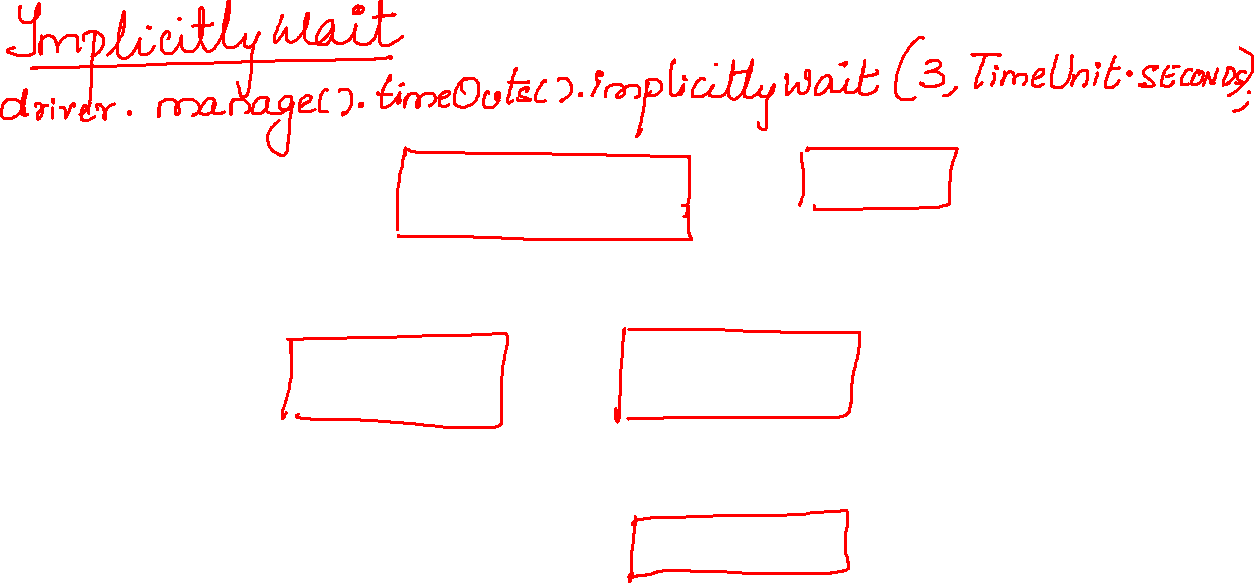 Implicitly Wait
driver. manage().timeOuts().implicitly wait (3, TimeUnit.SECONDS);